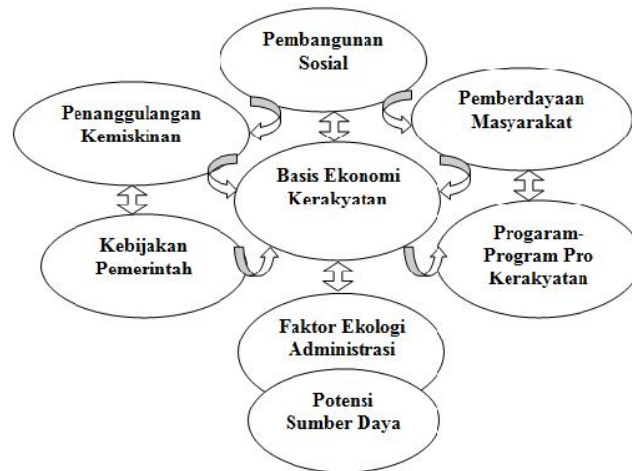 Pembangunan
Sosial
Penanggulangan
Kemiskinan
Pemberdayaan
Masyarakat
Basis Ekonomi
Kerakyatan
Kebijakan
Pemerintah
Progaram-
Program Pro
Kerakyatan
Faktor Ekologi
Administrasi
Potensi
Sumber Daya